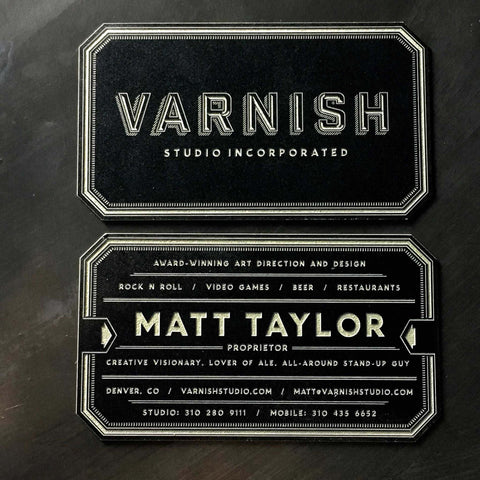 VARNISH
STUDIO INCORPORATED
AWARD-WINNING ART DIRECTION AND DESIGN
ROCK N ROLL / VIDEO GAMES / BEER / RESTAURANTS
MATT TAYLOR
PROPRIETOR
CREATIVE VISIONARY, LOVER OF ALE, ALL-AROUND STAND-UP GUY
DENVER, CO / VARNISHSTUDIO.COM / MATT@VARNISHSTUDIO.COM
STUDIO: 310 280 9111 / MOBILE: 310 435 6652